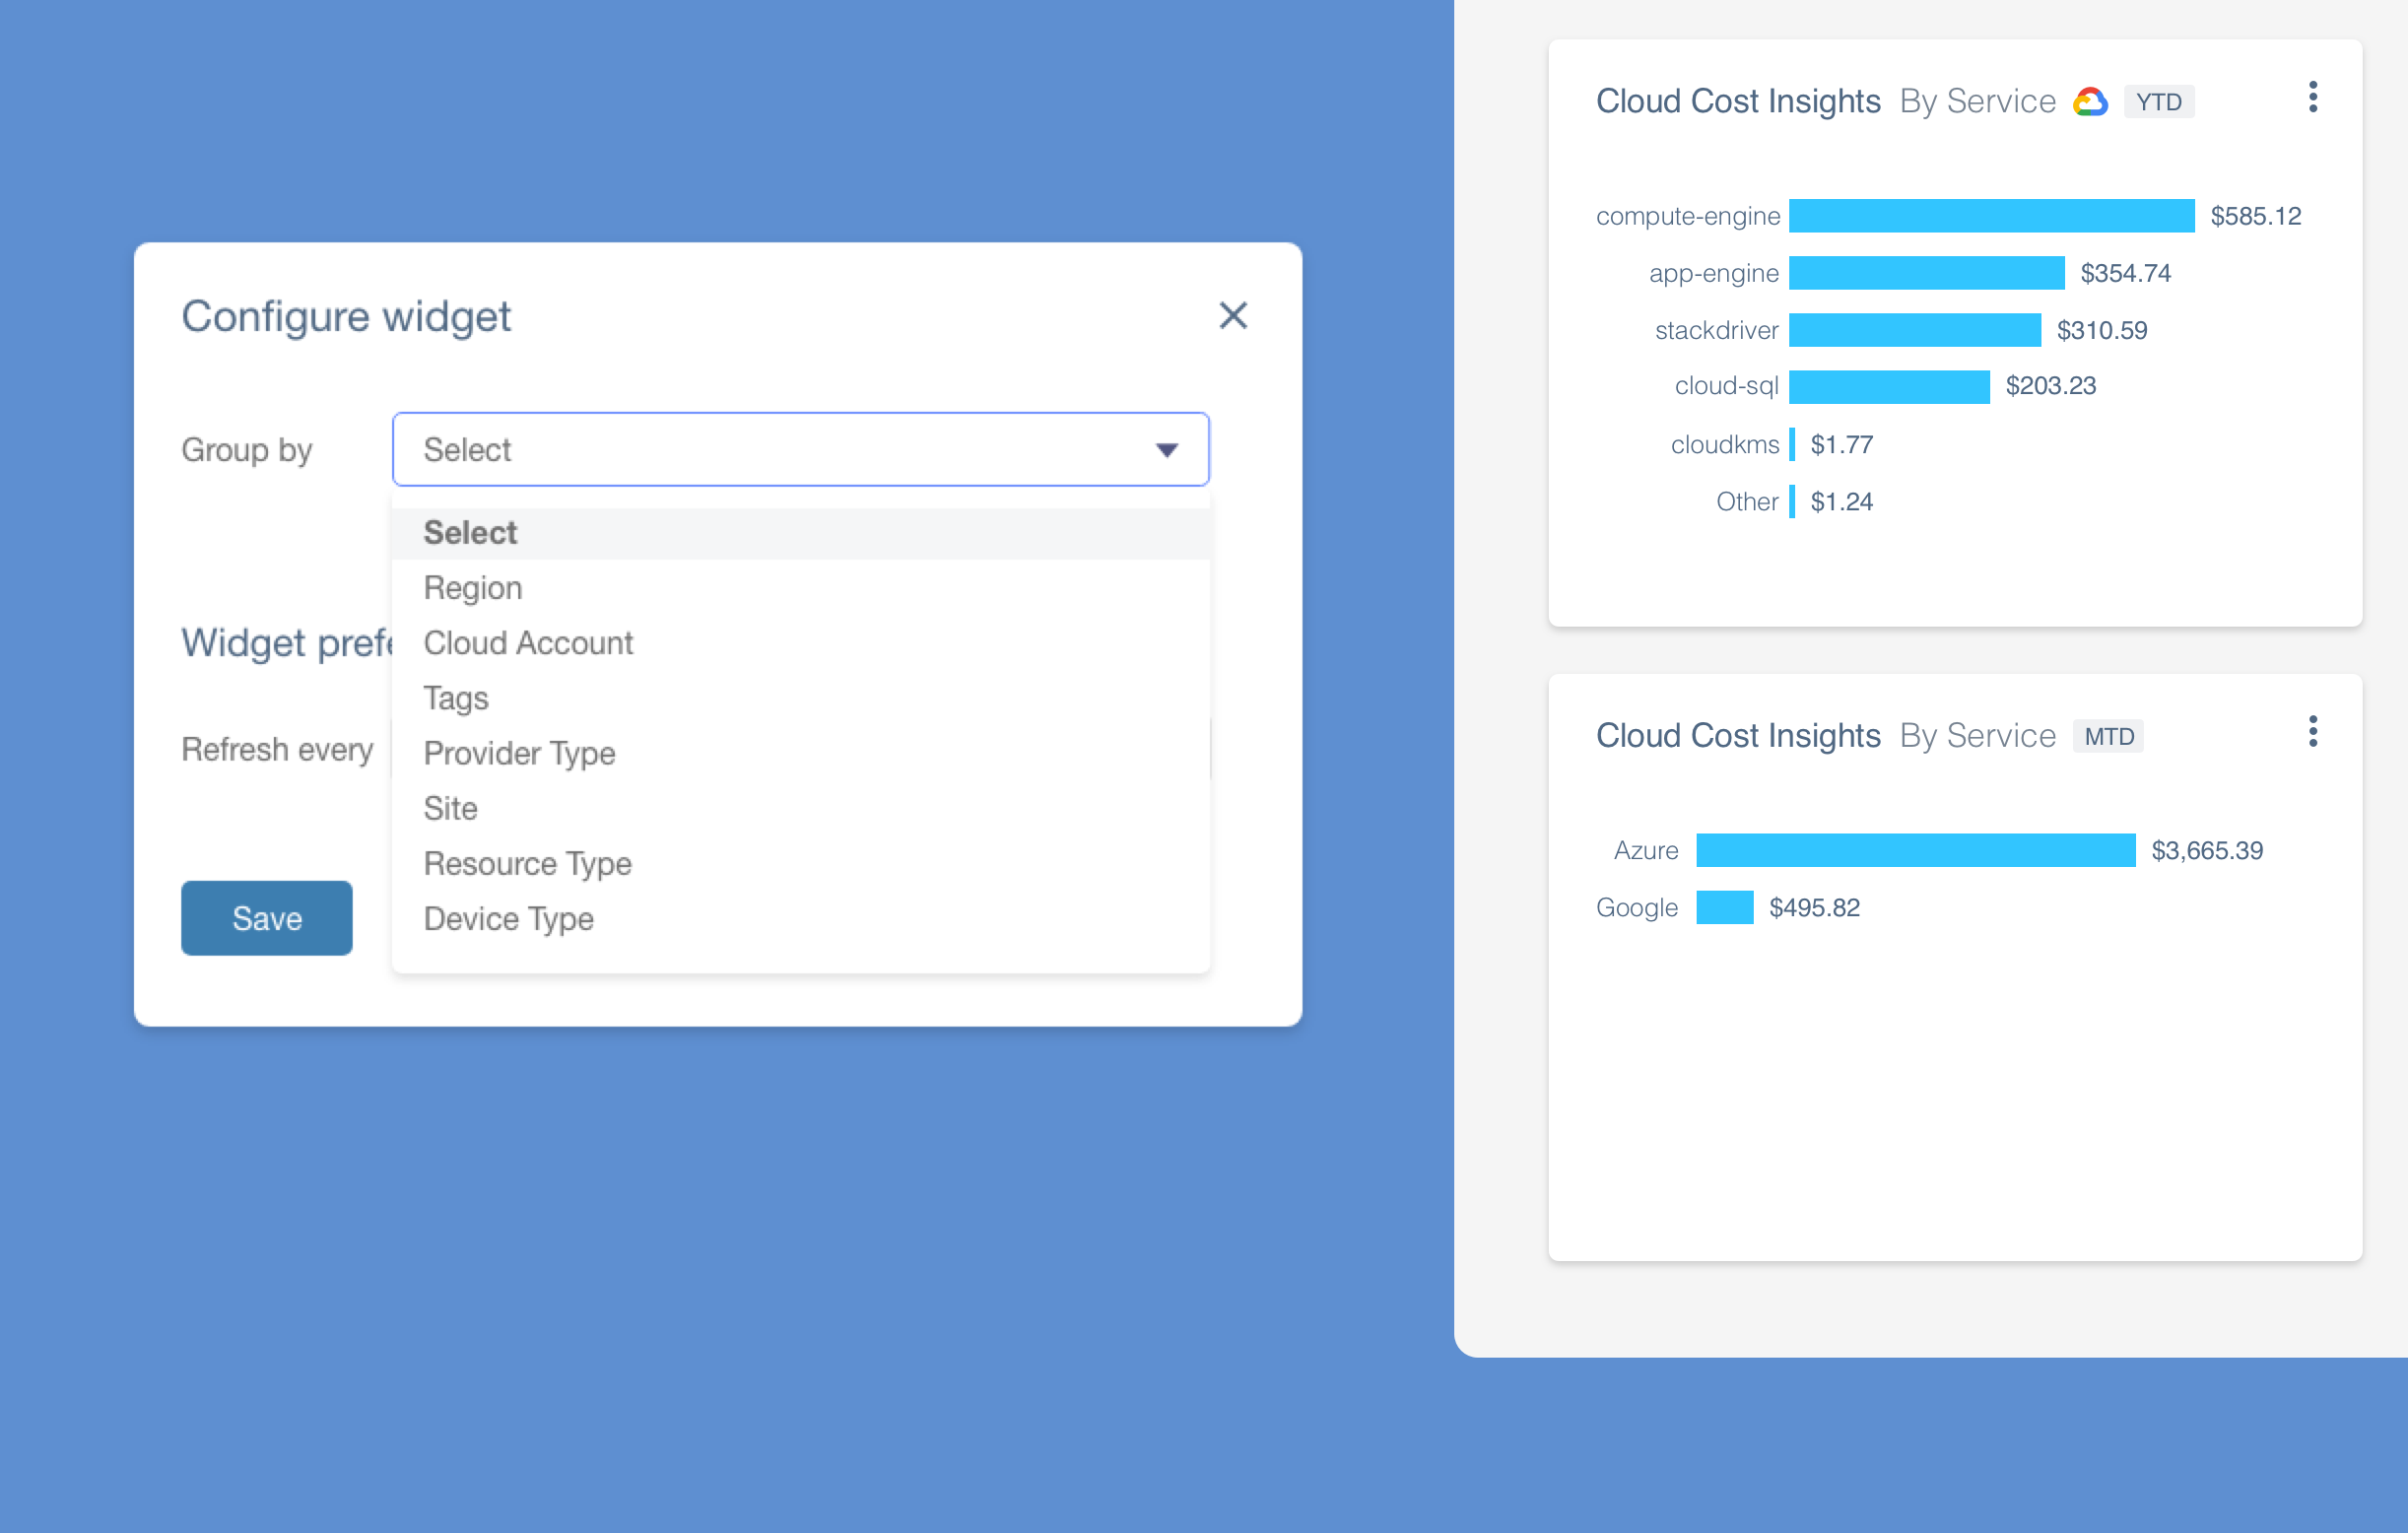 Configure widget
Group by Select
Select
Region
Widget prefe Cloud Account
Tags
Refresh every Provider Type
Site
Resource Type
Save Device Type
Cloud Cost Insights By Service YTD
compute-engine $585.12
app-engine $354.74
stackdriver $310.59
cloud-sql $203.23
cloudkms $1.77
Other $1.24
Cloud Cost Insights By Service MTD
Azure $3,665.39
Google $495.82